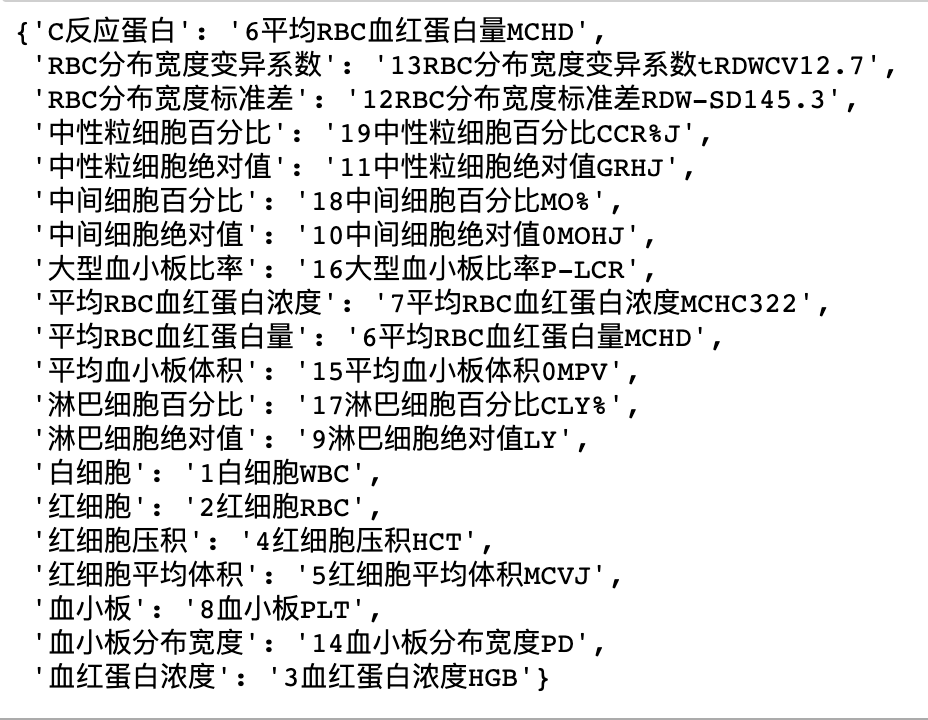 {'C反应蛋白': '6平均RBC血红蛋白量MCHD',
'RBC分布宽度变异系数': '13RBC分布宽度变异系数tRDWCV12.7',
'RBC分布宽度标准差': '12RBC分布宽度标准差RDW-SD145.3',
'中性粒细胞百分比': '19中性粒细胞百分比CCR%J',
'中性粒细胞绝对值': '11中性粒细胞绝对值GRHJ',
'中间细胞百分比': '18中间细胞百分比MO%',
'中间细胞绝对值': '10中间细胞绝对值0MOHJ',
'大型血小板比率': '16大型血小板比率P-LCR',
'平均RBC血红蛋白浓度': '7平均RBC血红蛋白浓度MCHC322',
'平均RBC血红蛋白量': '6平均RBC血红蛋白量MCHD',
'平均血小板体积': '15平均血小板体积0MPV',
'淋巴细胞百分比': '17淋巴细胞百分比CLY%',
'淋巴细胞绝对值': '9淋巴细胞绝对值LY',
'白细胞': '1白细胞WBC',
'红细胞': '2红细胞RBC',
'红细胞压积': '4红细胞压积HCT',
'红细胞平均体积': '5红细胞平均体积MCVJ',
'血小板': '8血小板PLT',
'血小板分布宽度': '14血小板分布宽度PD',
'血红蛋白浓度': '3血红蛋白浓度HGB'}